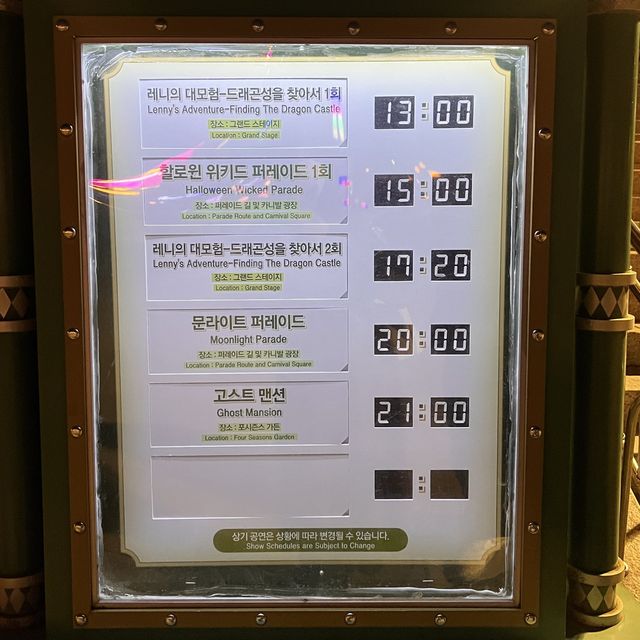 레니의 대모험-드래곤성을 찾아서 1회
Lenny's Adventure-Finding The Dragon Castle
장소 : 그랜드 스테이지
Location : Grand Stage
13:00
할로윈 위키드 퍼레이드 1회
Halloween Wicked Parade
장소 : 퍼레이드 길 및 카니발 광장
Location : Parade Route and Carnival Square
15:00
레니의 대모험-드래곤성을 찾아서 2회
Lenny's Adventure-Finding The Dragon Castle
장소 : 그랜드 스테이지
Location : Grand Stage
17:20
문라이트 퍼레이드
Moonlight Parade
장소 : 퍼레이드 길 및 카니발 광장
Location : Parade Route and Carnival Square
20:00
고스트 맨션
Ghost Mansion
장소 : 포시즌스 가든
Location : Four Seasons Garden
21:00
상기 공연은 상황에 따라 변경될 수 있습니다.
Show Schedules are Subject to Change